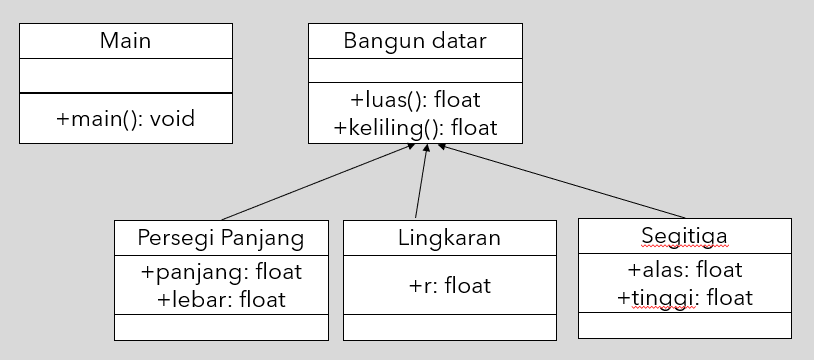 Main
+main(): void
Bangun datar
+luas(): float
+keliling(): float
Persegi Panjang
+panjang: float
+lebar: float
Lingkaran
+r: float
Segitiga
+alas: float
+tinggi: float